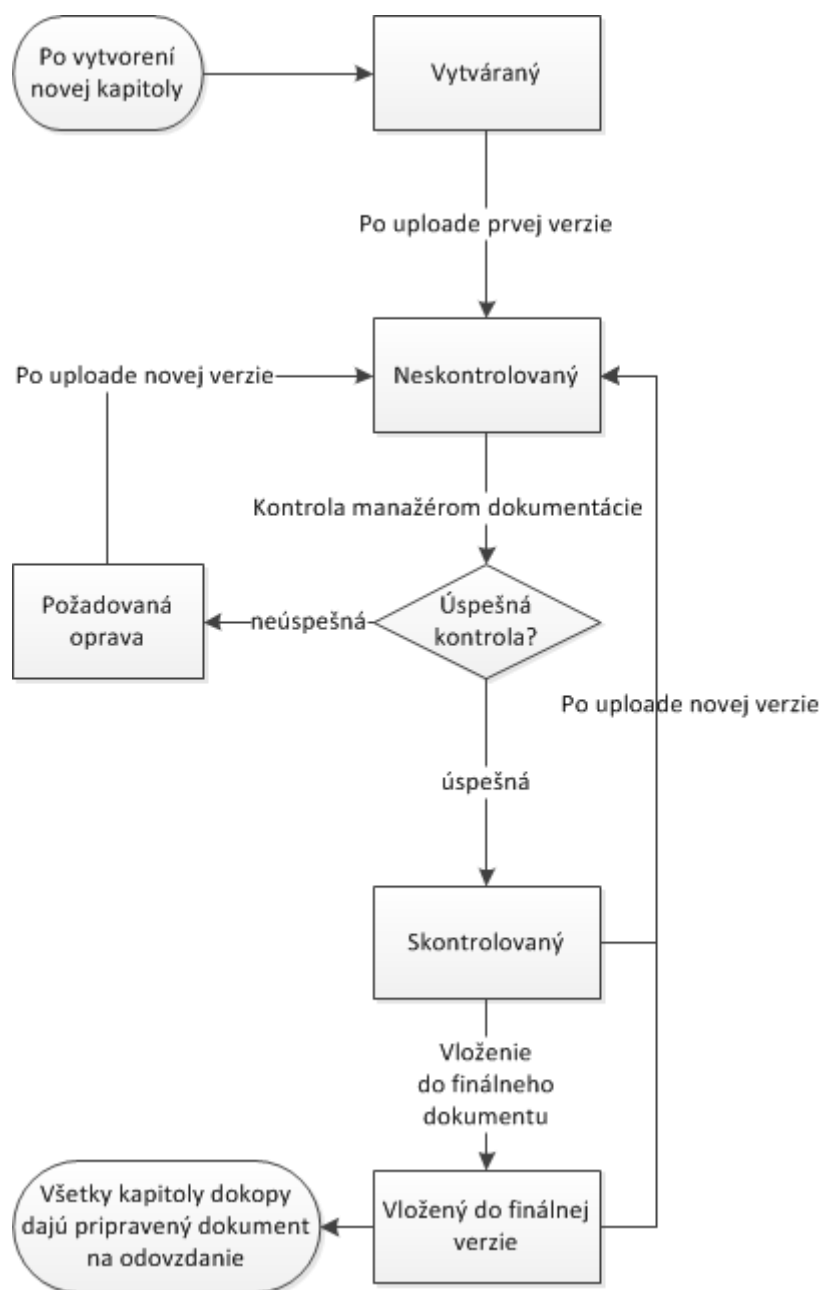 Po vytvorení
novej kapitoly
Vytváraný
Po uploade prvej verzie
Po uploade novej verzie
Neskontrolovaný
Kontrola manažérom dokumentácie
Požadovaná
oprava
neúspešná
Úspešná
kontrola?
Po uploade novej verzie
úspešná
Skontrolovaný
Vloženie
do finálneho
dokumentu
Všetky kapitoly dokopy
dajú pripravený dokument
na odovzdanie
Vložený do finálnej
verzie